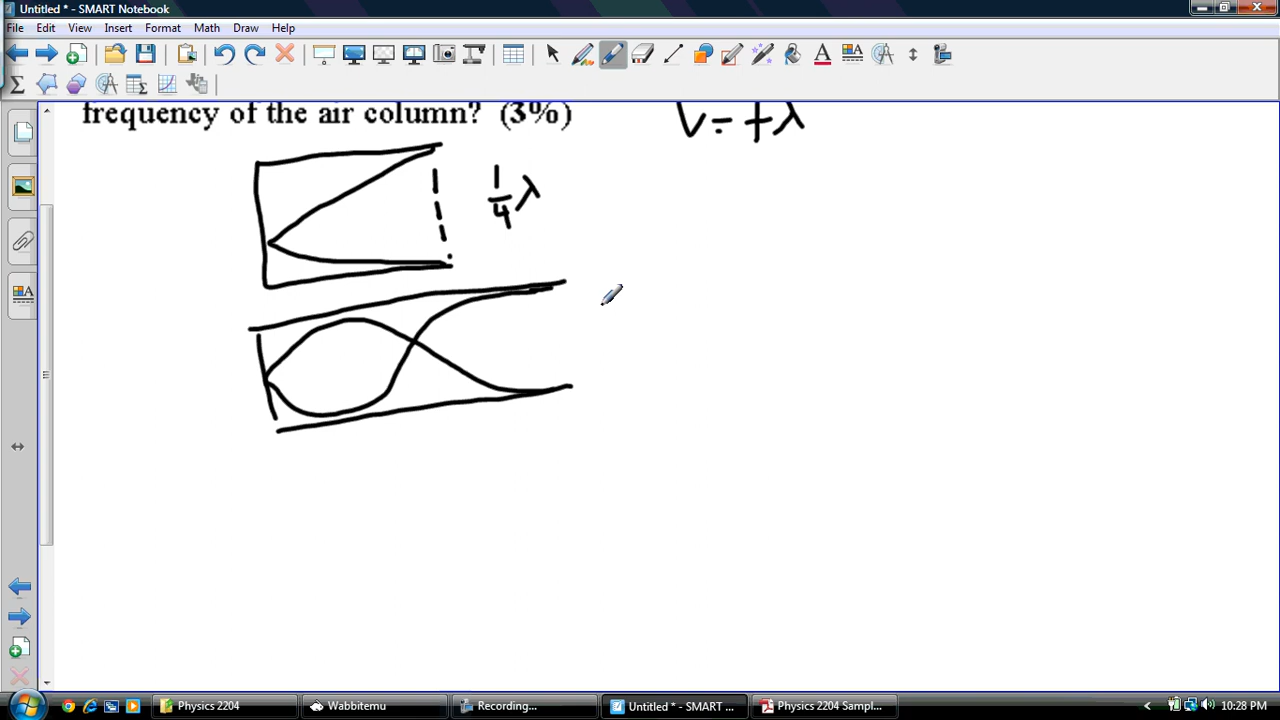 Untitled * - SMART Notebook
File Edit View Insert Format Math Draw Help
frequency of the air column? (3%)
V = fλ
1/4 λ
Physics 2204
Wabbitemu
Recording...
Untitled * - SMART ...
Physics 2204 Sampl...
10:28 PM